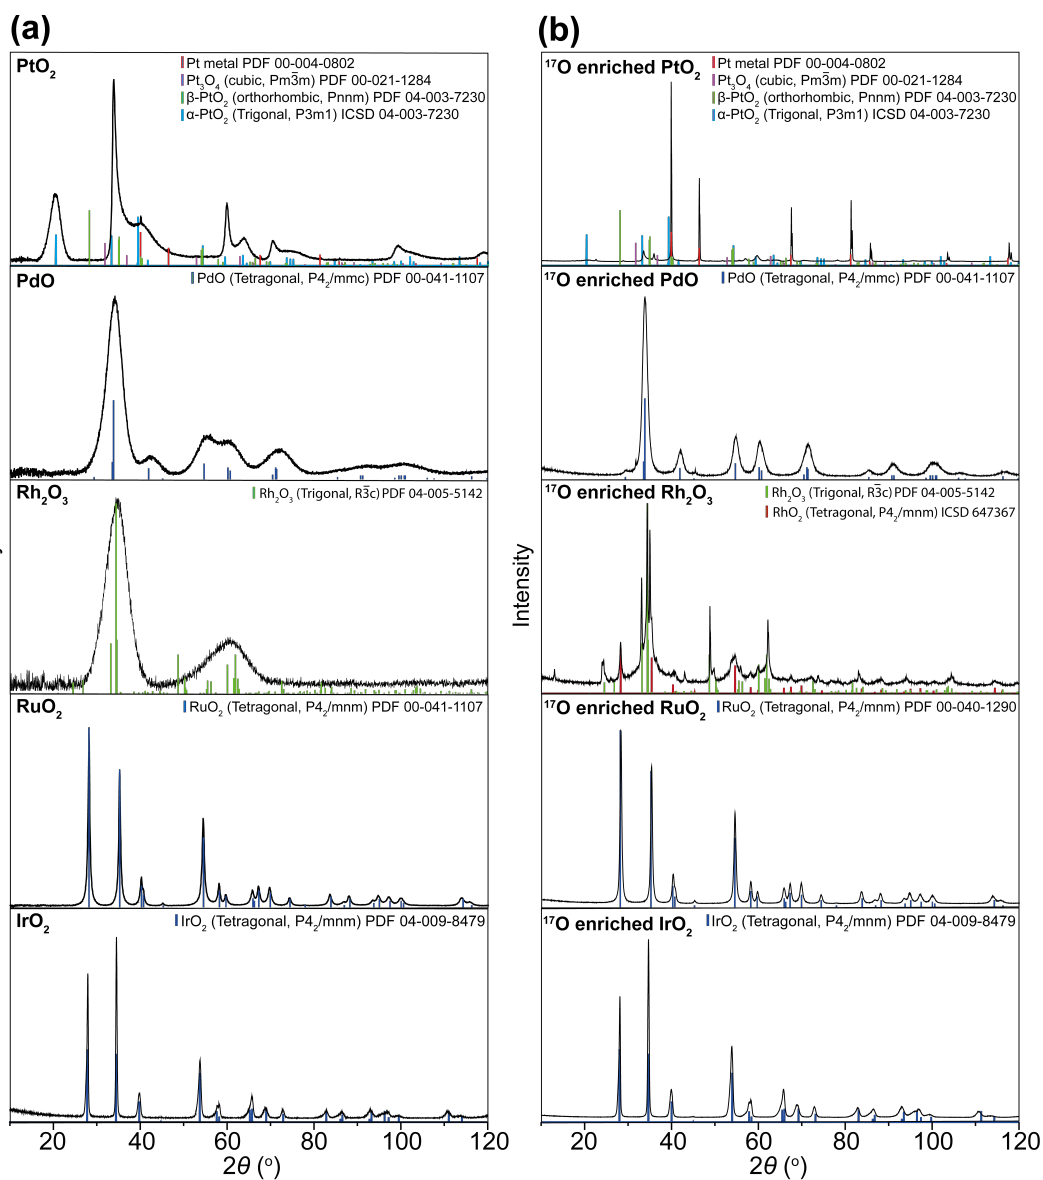 (a)
PtO2
Pt metal PDF 00-004-0802
Pt3O4 (cubic, Pm3̅m) PDF 00-021-1284
β-PtO2 (orthorhombic, Pnnm) PDF 04-003-7230
α-PtO2 (Trigonal, P3m1) ICSD 04-003-7230
PdO
PdO (Tetragonal, P42/mmc) PDF 00-041-1107
Rh2O3
Rh2O3 (Trigonal, R3̅c) PDF 04-005-5142
RuO2
RuO2 (Tetragonal, P42/mnm) PDF 00-041-1107
IrO2
IrO2 (Tetragonal, P42/mnm) PDF 04-009-8479
20 40 60 80 100 120
2θ (o)
(b)
17O enriched PtO2
Pt metal PDF 00-004-0802
Pt3O4 (cubic, Pm3̅m) PDF 00-021-1284
β-PtO2 (orthorhombic, Pnnm) PDF 04-003-7230
α-PtO2 (Trigonal, P3m1) ICSD 04-003-7230
17O enriched PdO
PdO (Tetragonal, P42/mmc) PDF 00-041-1107
17O enriched Rh2O3
Rh2O3 (Trigonal, R3̅c) PDF 04-005-5142
RhO2 (Tetragonal, P42/mnm) ICSD 647367
Intensity
17O enriched RuO2
RuO2 (Tetragonal, P42/mnm) PDF 00-040-1290
17O enriched IrO2
IrO2 (Tetragonal, P42/mnm) PDF 04-009-8479
20 40 60 80 100 120
2θ (o)